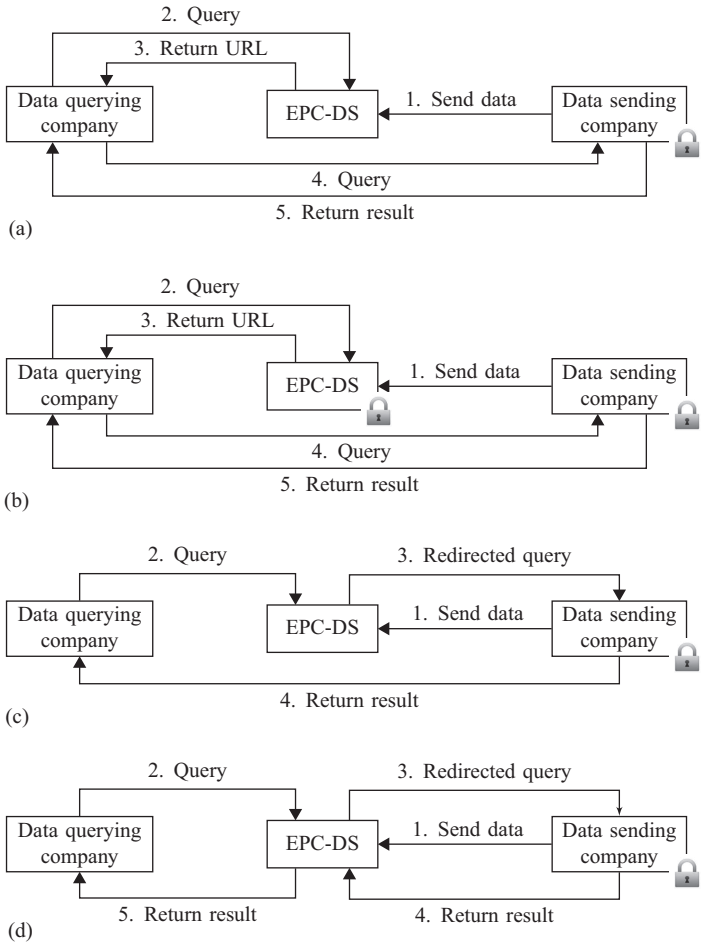 2. Query
3. Return URL
Data querying
company
EPC-DS
1. Send data
Data sending
company
4. Query
5. Return result
(a)
2. Query
3. Return URL
Data querying
company
EPC-DS
1. Send data
Data sending
company
4. Query
5. Return result
(b)
2. Query
3. Redirected query
Data querying
company
EPC-DS
1. Send data
Data sending
company
4. Return result
(c)
2. Query
3. Redirected query
Data querying
company
EPC-DS
1. Send data
Data sending
company
5. Return result
4. Return result
(d)